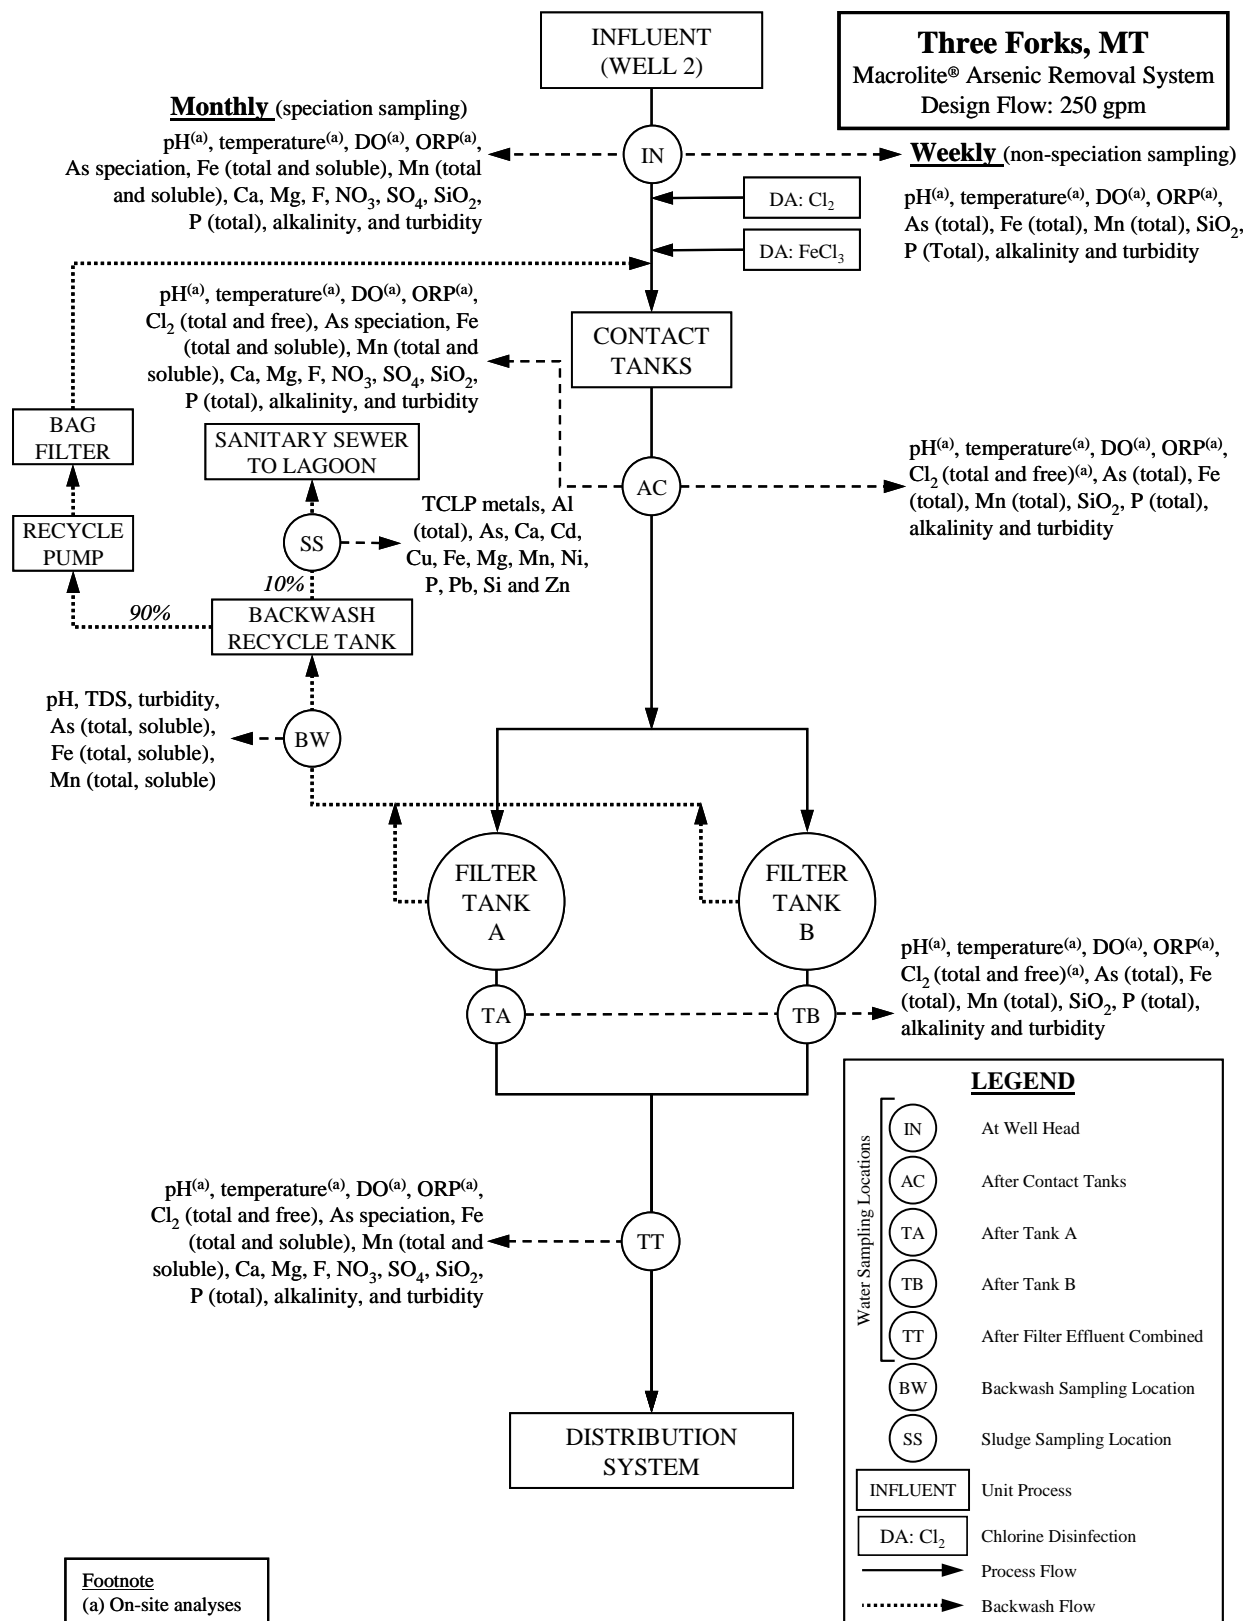 INFLUENT
(WELL 2)
Three Forks, MT
Macrolite® Arsenic Removal System
Design Flow: 250 gpm
Monthly (speciation sampling)
pH(a), temperature(a), DO(a), ORP(a),
As speciation, Fe (total and soluble), Mn (total
and soluble), Ca, Mg, F, NO3, SO4, SiO2,
P (total), alkalinity, and turbidity
IN
Weekly (non-speciation sampling)
pH(a), temperature(a), DO(a), ORP(a),
As (total), Fe (total), Mn (total), SiO2,
P (Total), alkalinity and turbidity
DA: Cl2
DA: FeCl3
pH(a), temperature(a), DO(a), ORP(a),
Cl2 (total and free), As speciation, Fe
(total and soluble), Mn (total and
soluble), Ca, Mg, F, NO3, SO4, SiO2,
P (total), alkalinity, and turbidity
CONTACT
TANKS
BAG
FILTER
SANITARY SEWER
TO LAGOON
AC
pH(a), temperature(a), DO(a), ORP(a),
Cl2 (total and free)(a), As (total), Fe
(total), Mn (total), SiO2, P (total),
alkalinity and turbidity
RECYCLE
PUMP
SS
TCLP metals, Al
(total), As, Ca, Cd,
Cu, Fe, Mg, Mn, Ni,
P, Pb, Si and Zn
10%
90%
BACKWASH
RECYCLE TANK
pH, TDS, turbidity,
As (total, soluble),
Fe (total, soluble),
Mn (total, soluble)
BW
FILTER
TANK
A
FILTER
TANK
B
TA
TB
pH(a), temperature(a), DO(a), ORP(a),
Cl2 (total and free)(a), As (total), Fe
(total), Mn (total), SiO2, P (total),
alkalinity and turbidity
pH(a), temperature(a), DO(a), ORP(a),
Cl2 (total and free), As speciation, Fe
(total and soluble), Mn (total and
soluble), Ca, Mg, F, NO3, SO4, SiO2,
P (total), alkalinity, and turbidity
TT
DISTRIBUTION
SYSTEM
LEGEND
Water Sampling Locations
IN At Well Head
AC After Contact Tanks
TA After Tank A
TB After Tank B
TT After Filter Effluent Combined
BW Backwash Sampling Location
SS Sludge Sampling Location
INFLUENT Unit Process
DA: Cl2 Chlorine Disinfection
Process Flow
Backwash Flow
Footnote
(a) On-site analyses